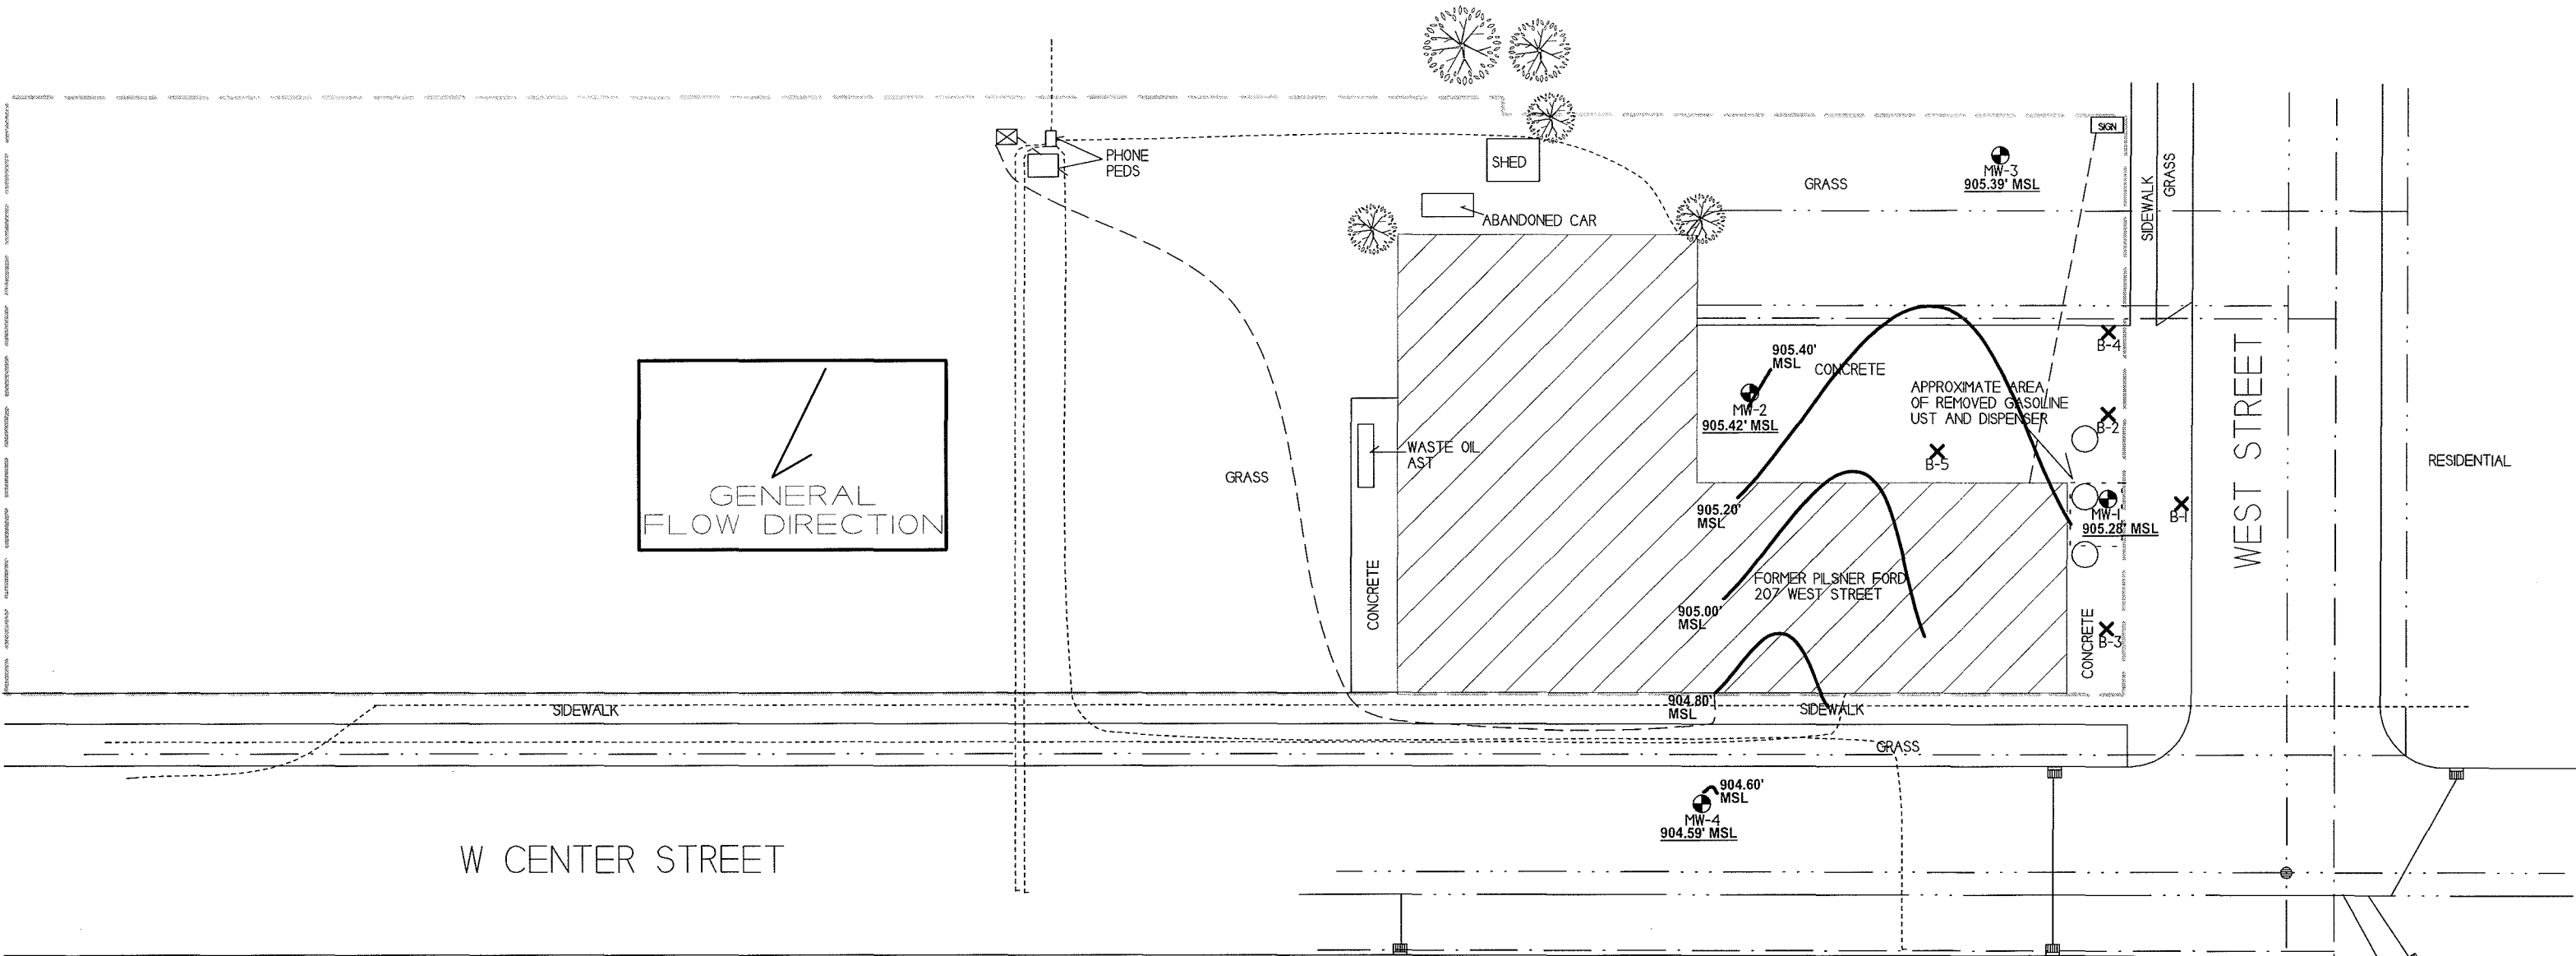 SIGN
PHONE
PEDS
SHED
MW-3
905.39' MSL
GRASS
SIDEWALK
GRASS
ABANDONED CAR
905.40'
MSL
CONCRETE
B-4
MW-2
905.42' MSL
APPROXIMATE AREA
OF REMOVED GASOLINE
UST AND DISPENSER
B-2
WEST STREET
WASTE OIL
AST
B-5
RESIDENTIAL
GRASS
GENERAL
FLOW DIRECTION
905.20'
MSL
MW-1
905.28' MSL
B-1
CONCRETE
FORMER PILSNER FORD
207 WEST STREET
905.00'
MSL
CONCRETE
B-3
904.80'
MSL
SIDEWALK
SIDEWALK
GRASS
904.60'
MSL
MW-4
904.59' MSL
W CENTER STREET